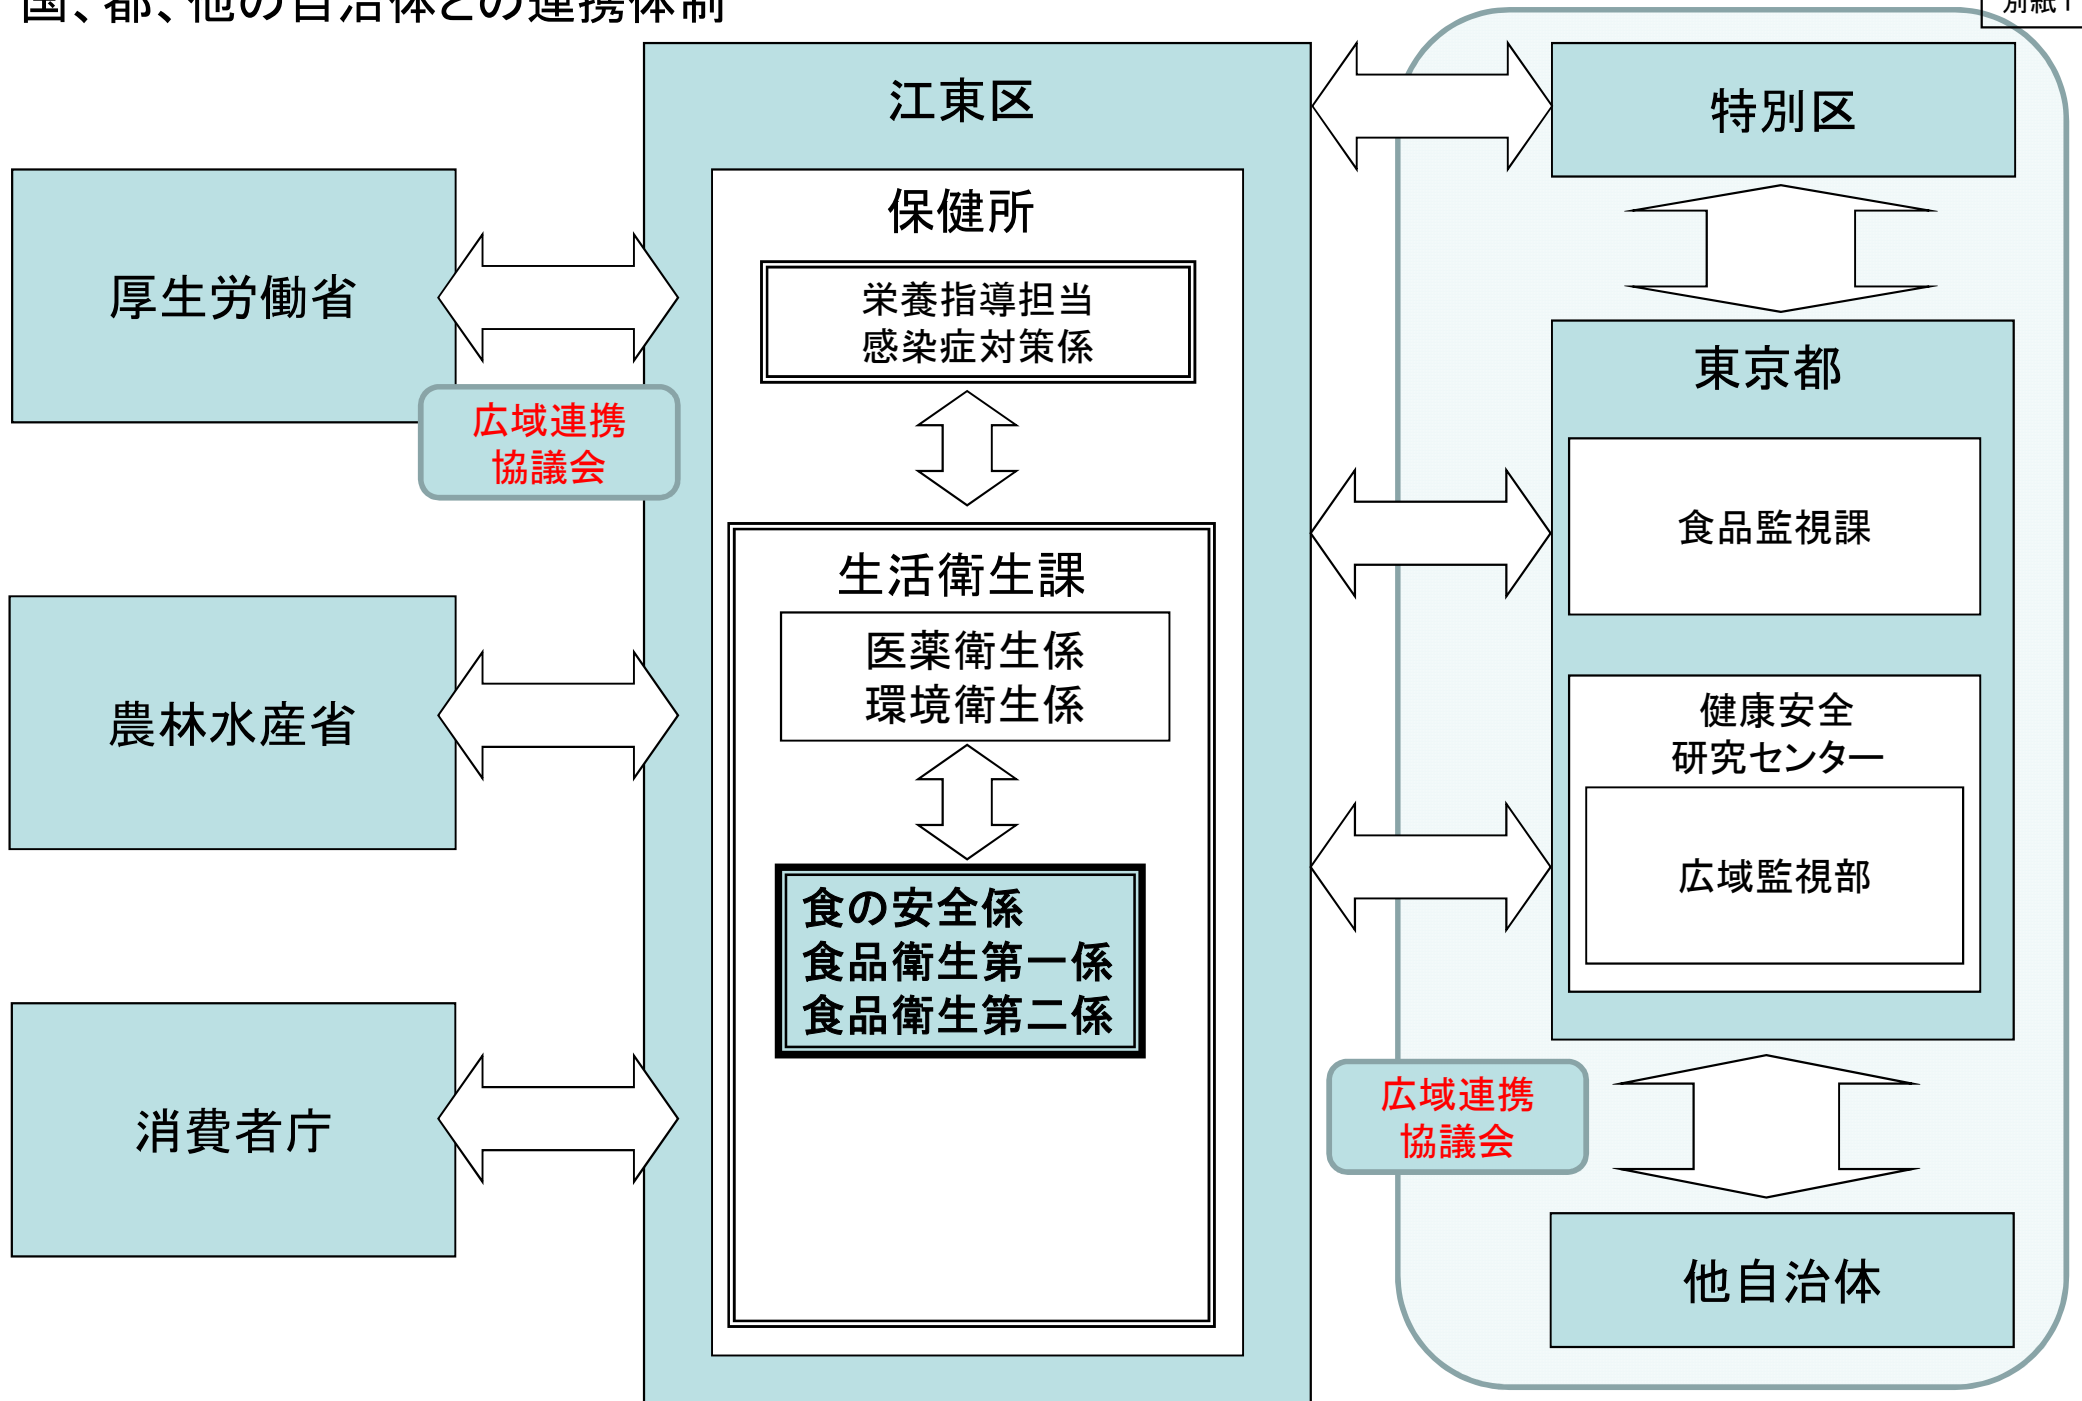 国、都、他の自治体との連携体制
別紙1
江東区
特別区
保健所
厚生労働省
栄養指導担当
感染症対策係
東京都
広域連携
協議会
食品監視課
生活衛生課
医薬衛生係
環境衛生係
農林水産省
健康安全
研究センター
広域監視部
食の安全係
食品衛生第一係
食品衛生第二係
消費者庁
広域連携
協議会
他自治体